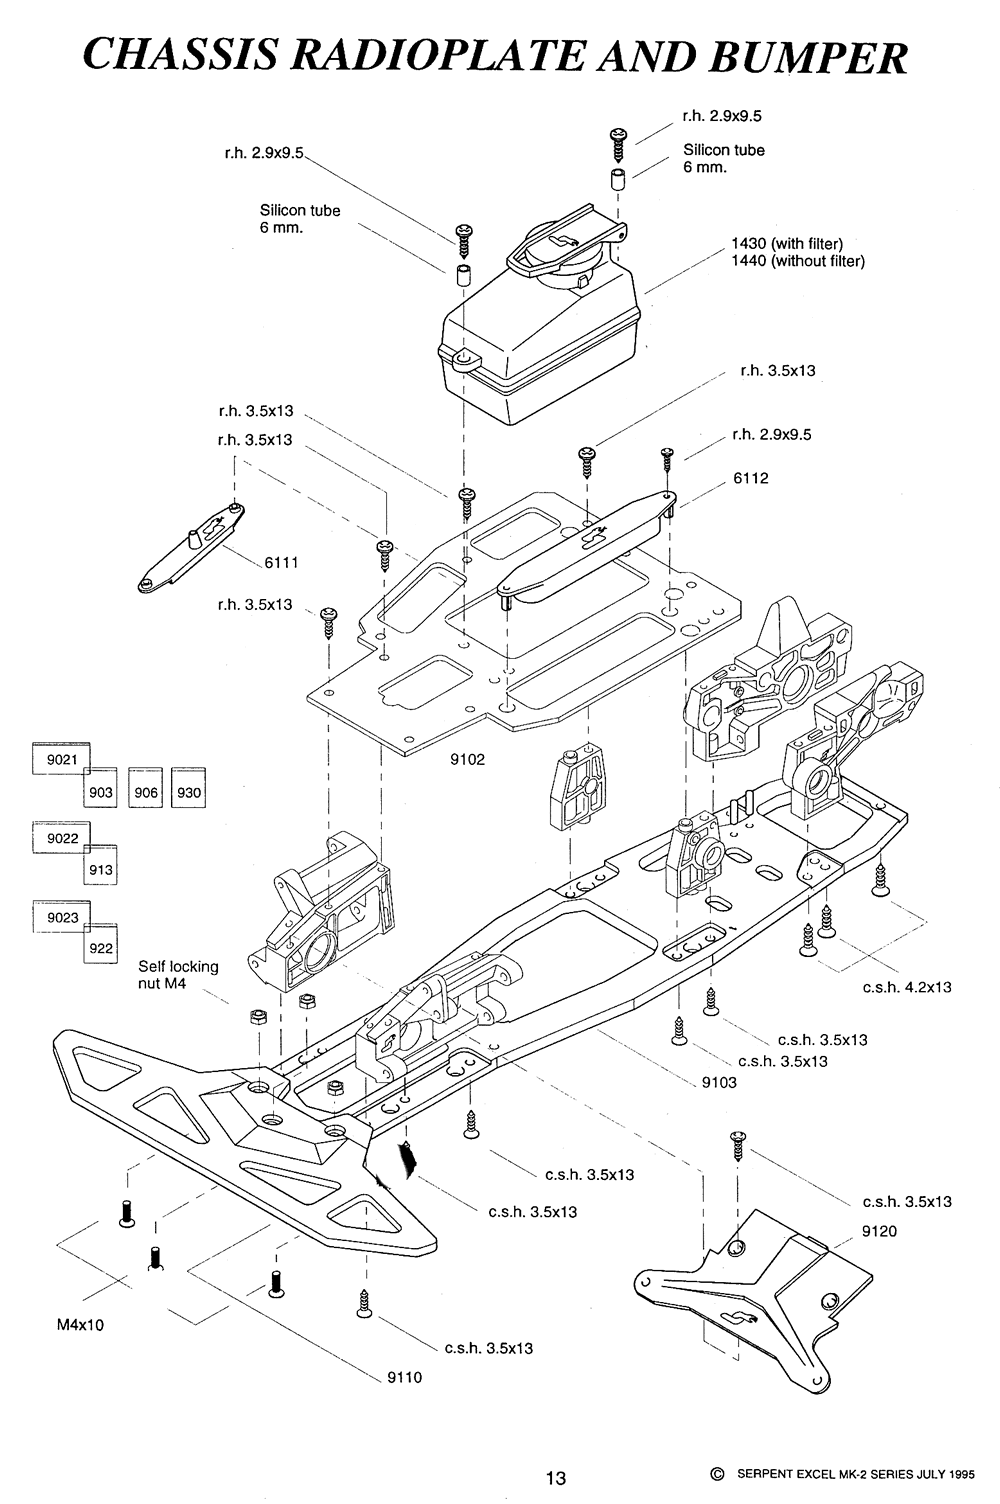 CHASSIS RADIOPLATE AND BUMPER
r.h. 2.9x9.5
Silicon tube
6 mm.
r.h. 2.9x9.5
Silicon tube
6 mm.
1430 (with filter)
1440 (without filter)
r.h. 3.5x13
r.h. 3.5x13
r.h. 3.5x13
r.h. 2.9x9.5
6112
6111
r.h. 3.5x13
9102
9021
903
906
930
9022
913
9023
922
Self locking
nut M4
c.s.h. 4.2x13
c.s.h. 3.5x13
c.s.h. 3.5x13
9103
c.s.h. 3.5x13
c.s.h. 3.5x13
c.s.h. 3.5x13
9120
M4x10
c.s.h. 3.5x13
9110
13
© SERPENT EXCEL MK-2 SERIES JULY 1995